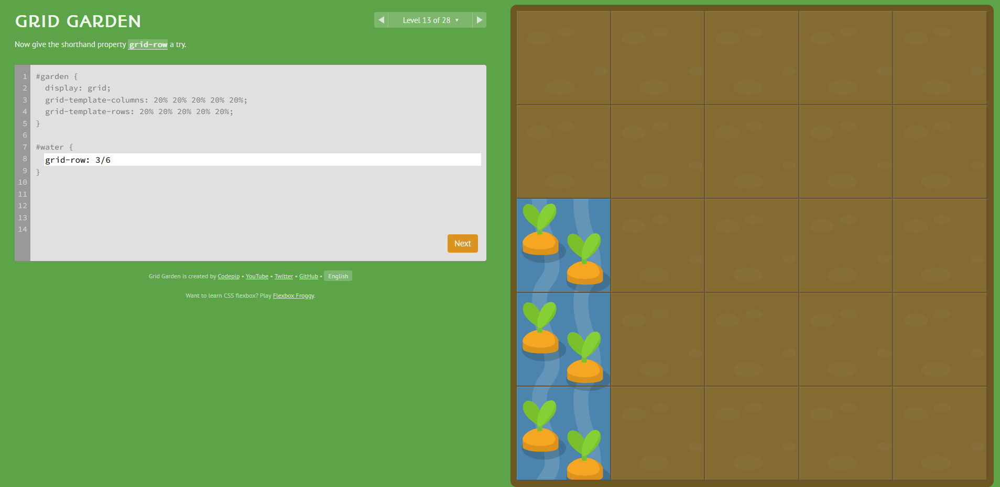 GRID GARDEN
◀ Level 13 of 28 ▼ ▶
Now give the shorthand property grid-row a try.
1 #garden {
2 display: grid;
3 grid-template-columns: 20% 20% 20% 20% 20%;
4 grid-template-rows: 20% 20% 20% 20% 20%;
5 }
6
7 #water {
8 grid-row: 3/6
9 }
10
11
12
13
14
Next
Grid Garden is created by Codepip • YouTube • Twitter • GitHub • English
Want to learn CSS flexbox? Play Flexbox Froggy.